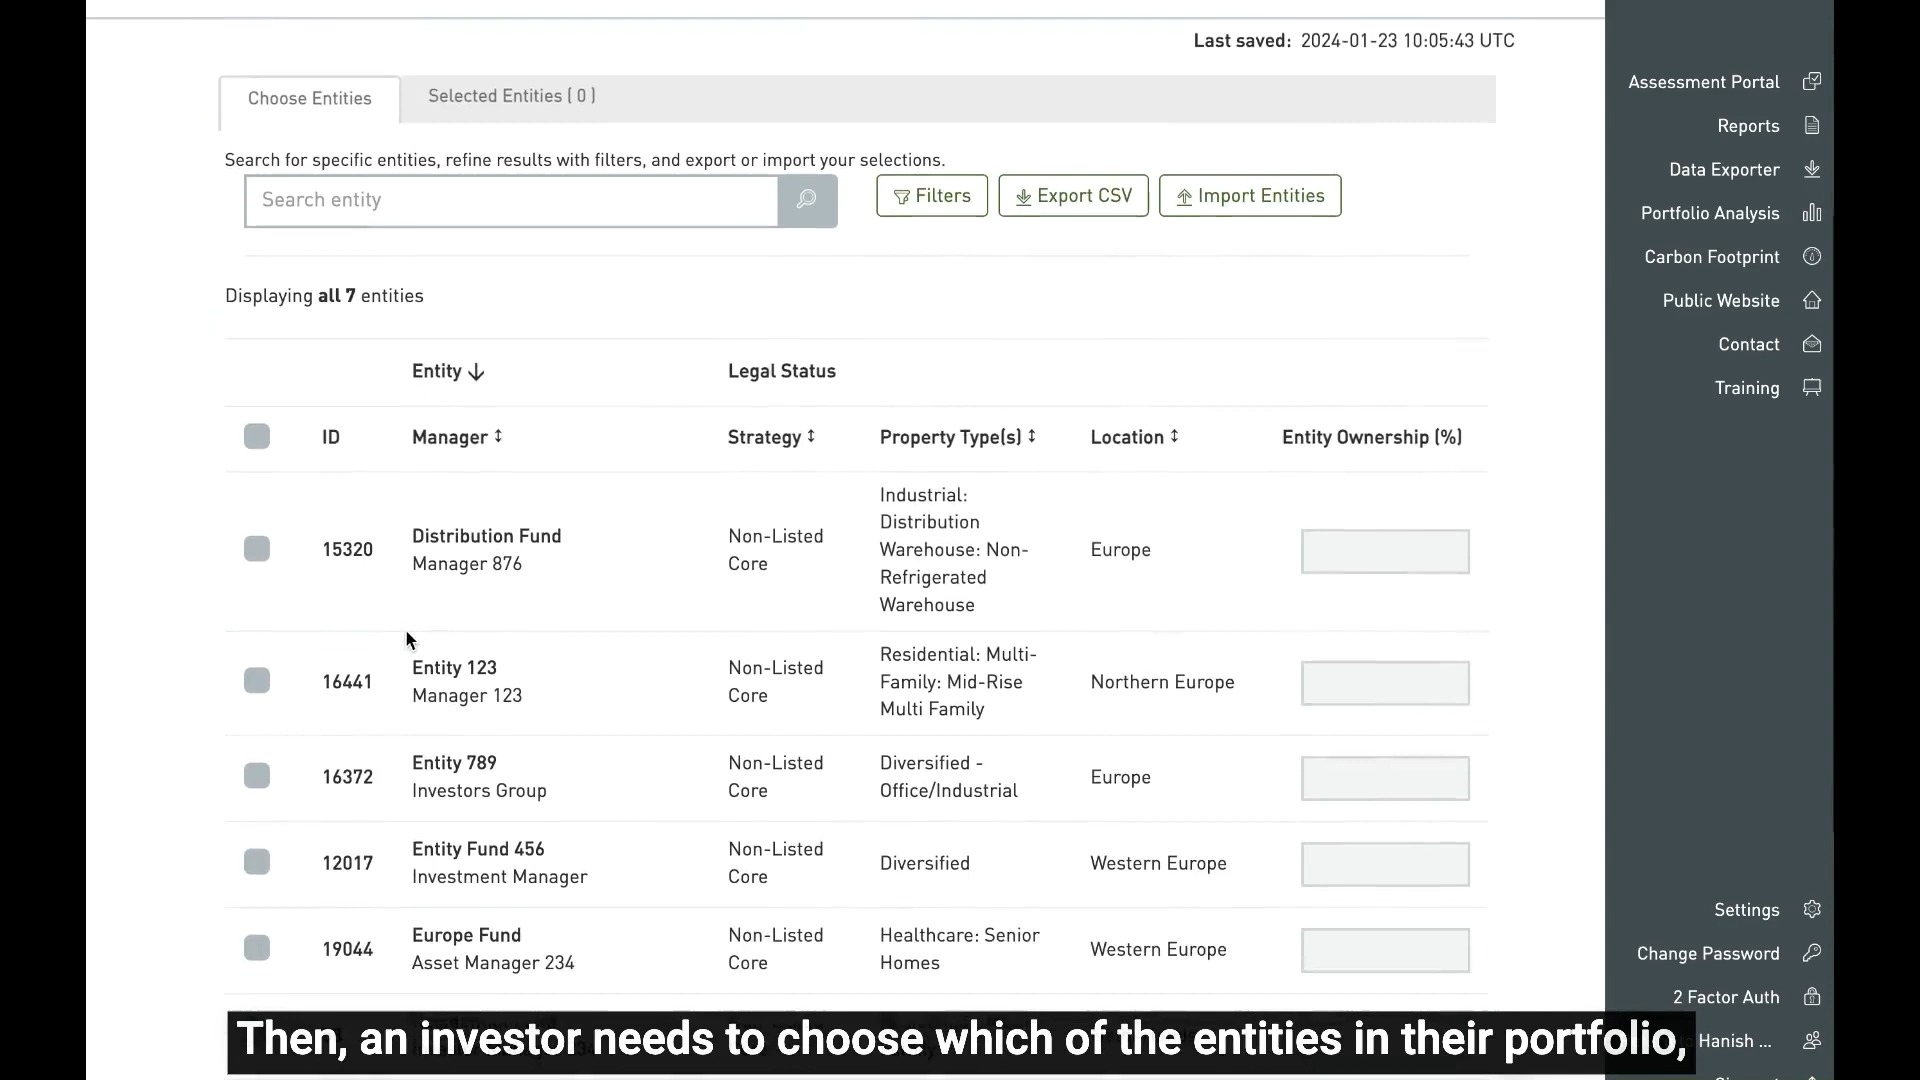 Last saved: 2024-01-23 10:05:43 UTC
Choose Entities
Selected Entities ( 0 )
Search for specific entities, refine results with filters, and export or import your selections.
Search entity
Filters
Export CSV
Import Entities
Displaying all 7 entities
Entity
Legal Status
ID
Manager
Strategy
Property Type(s)
Location
Entity Ownership (%)
15320
Distribution Fund
Manager 876
Non-Listed
Core
Industrial:
Distribution
Warehouse: Non-
Refrigerated
Warehouse
Europe
16441
Entity 123
Manager 123
Non-Listed
Core
Residential: Multi-
Family: Mid-Rise
Multi Family
Northern Europe
16372
Entity 789
Investors Group
Non-Listed
Core
Diversified -
Office/Industrial
Europe
12017
Entity Fund 456
Investment Manager
Non-Listed
Core
Diversified
Western Europe
19044
Europe Fund
Asset Manager 234
Non-Listed
Core
Healthcare: Senior
Homes
Western Europe
Then, an investor needs to choose which of the entities in their portfolio,
Assessment Portal
Reports
Data Exporter
Portfolio Analysis
Carbon Footprint
Public Website
Contact
Training
Settings
Change Password
2 Factor Auth
Hanish ...